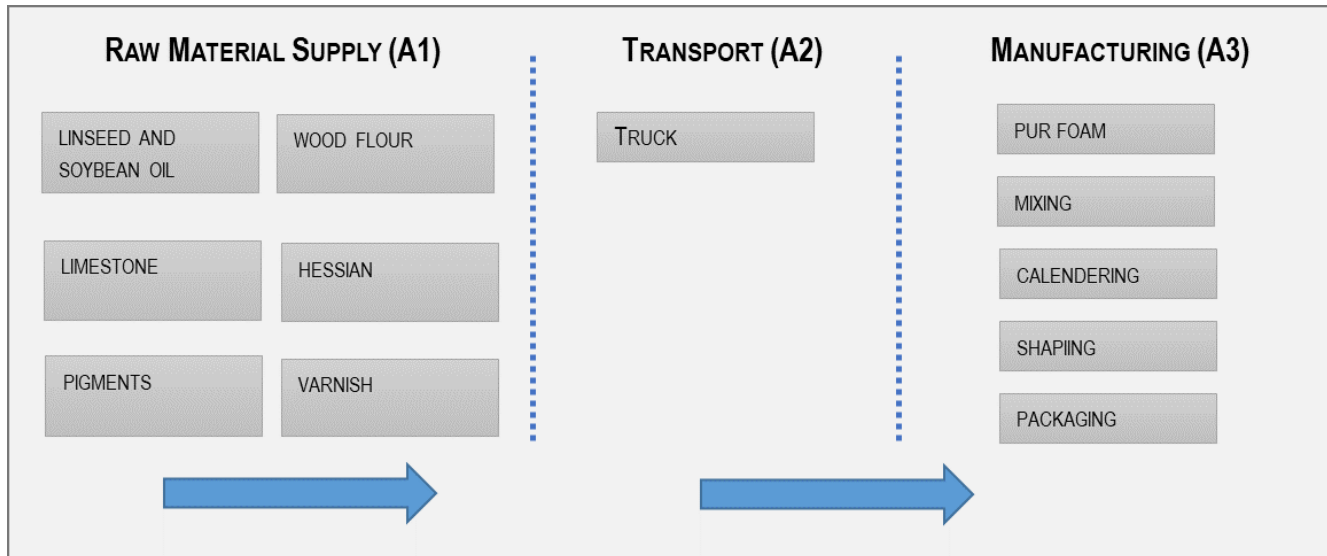 RAW MATERIAL SUPPLY (A1)
TRANSPORT (A2)
MANUFACTURING (A3)
LINSEED AND
SOYBEAN OIL
WOOD FLOUR
LIMESTONE
HESSIAN
PIGMENTS
VARNISH
TRUCK
PUR FOAM
MIXING
CALENDERING
SHAPIING
PACKAGING